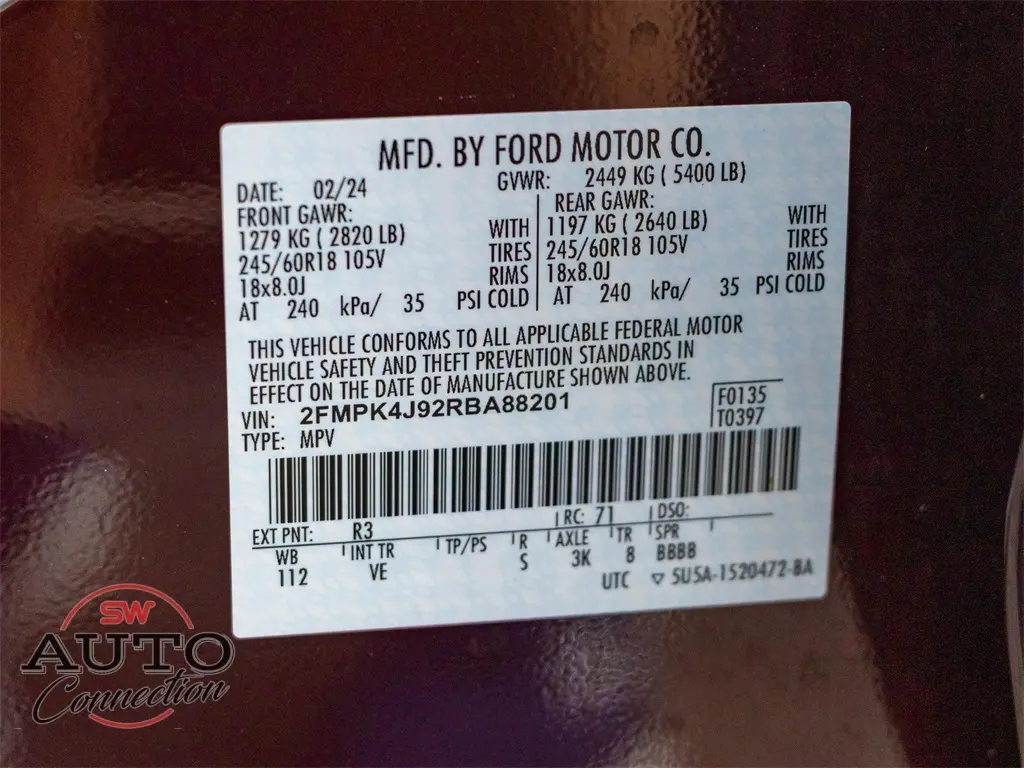 MFD. BY FORD MOTOR CO.
DATE: 02/24 GVWR: 2449 KG ( 5400 LB)
FRONT GAWR: REAR GAWR:
1279 KG ( 2820 LB) WITH 1197 KG ( 2640 LB) WITH
245/60R18 105V TIRES 245/60R18 105V TIRES
18x8.0J RIMS 18x8.0J RIMS
AT 240 kPa/ 35 PSI COLD AT 240 kPa/ 35 PSI COLD
THIS VEHICLE CONFORMS TO ALL APPLICABLE FEDERAL MOTOR
VEHICLE SAFETY AND THEFT PREVENTION STANDARDS IN
EFFECT ON THE DATE OF MANUFACTURE SHOWN ABOVE.
VIN: 2FMPK4J92RBA88201 F0135
TYPE: MPV T0397
EXT PNT: R3 RC: 71 DSO:
WB INT TR TP/PS R AXLE TR SPR
112 VE S 3K 8 BBBB
UTC ▽ 5U5A-1520472-BA
SW
AUTO
Connection